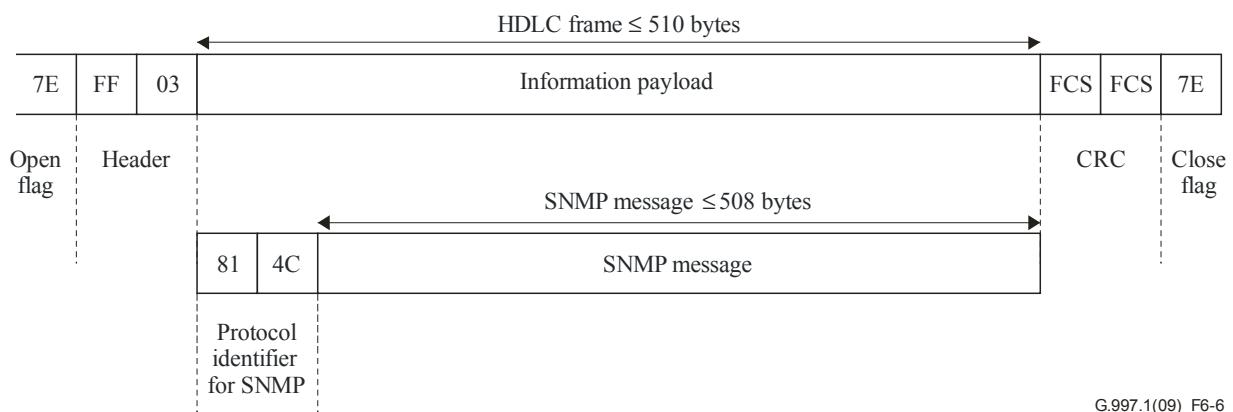 HDLC frame ≤ 510 bytes
7E FF 03 Information payload FCS FCS 7E
Open flag Header CRC Close flag
SNMP message ≤ 508 bytes
81 4C SNMP message
Protocol
identifier
for SNMP
G.997.1(09)_F6-6